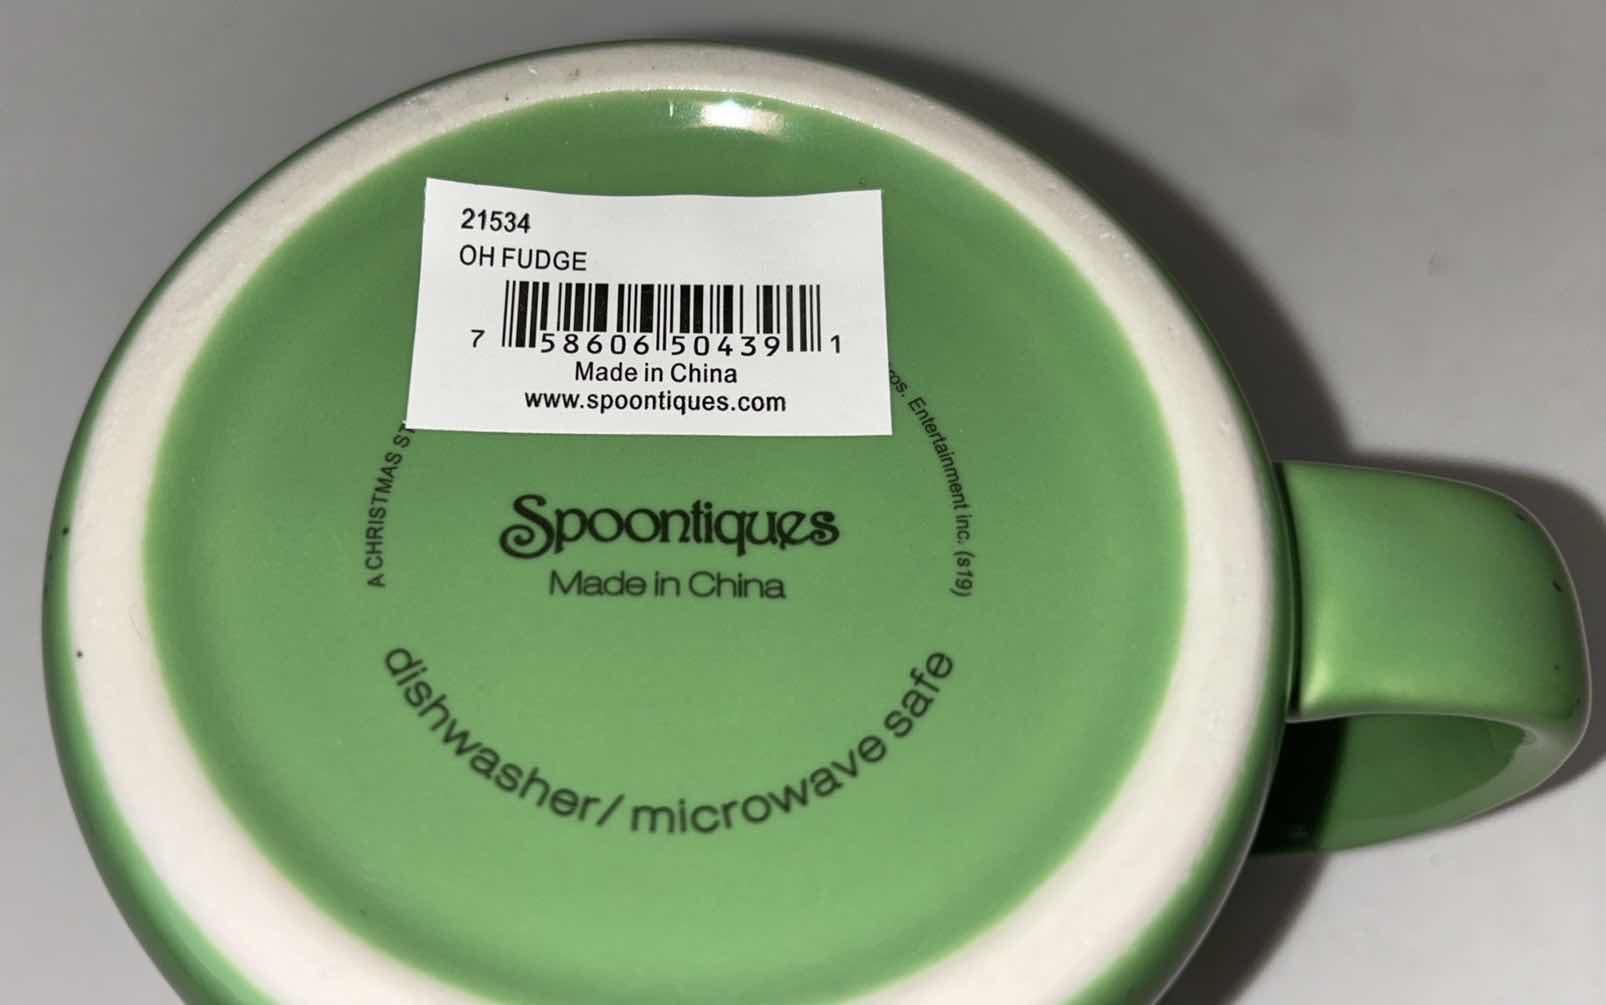 21534
OH FUDGE
7 58606 50439 1
Made in China
www.spoontiques.com
A CHRISTMAS
Entertainment inc. (s19)
Spoontiques
Made in China
dishwasher/microwave safe